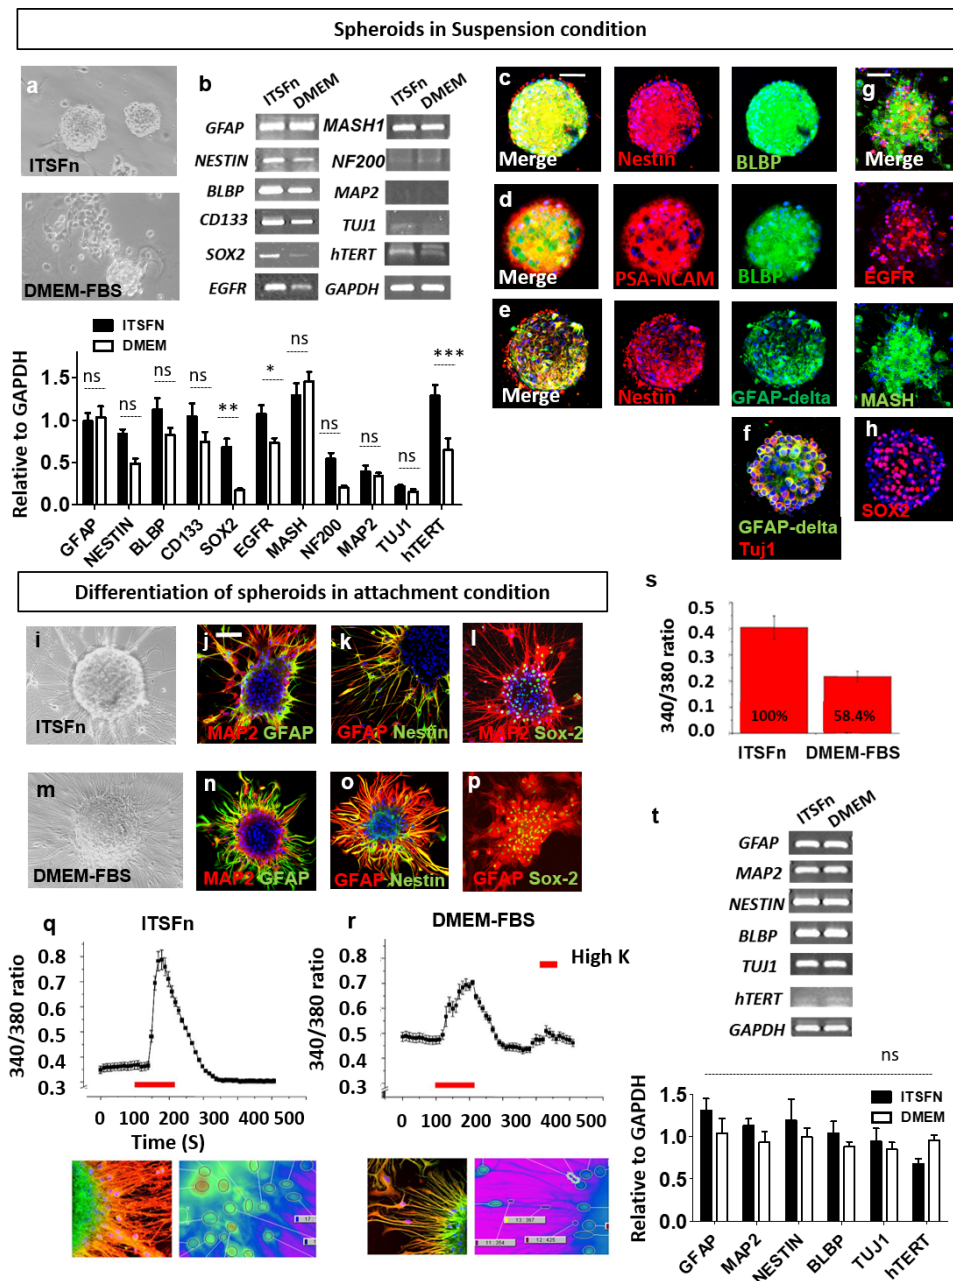 Spheroids in Suspension condition
a
ITSFn
DMEM-FBS
b
ITSFn DMEM
ITSFn DMEM
GFAP
MASH1
NESTIN
NF200
BLBP
MAP2
CD133
TUJ1
SOX2
hTERT
EGFR
GAPDH
c
Merge
Nestin
BLBP
g
Merge
d
Merge
PSA-NCAM
BLBP
EGFR
e
Merge
Nestin
GFAP-delta
MASH
f
GFAP-delta
Tuj1
h
SOX2
ITSFN
DMEM
Relative to GAPDH
1.5
1.0
0.5
0.0
ns
ns
ns
ns
**
*
ns
ns
ns
ns
***
GFAP
NESTIN
BLBP
CD133
SOX2
EGFR
MASH
NF200
MAP2
TUJ1
hTERT
Differentiation of spheroids in attachment condition
i
ITSFn
j
MAP2 GFAP
k
GFAP Nestin
l
MAP2 Sox-2
m
DMEM-FBS
n
MAP2 GFAP
o
GFAP Nestin
p
GFAP Sox-2
q
ITSFn
340/380 ratio
0.8
0.7
0.6
0.5
0.4
0.3
0 100 200 300 400 500
Time (S)
r
DMEM-FBS
High K
340/380 ratio
0.8
0.7
0.6
0.5
0.4
0.3
0 100 200 300 400 500
13 : 367
11 : 354
12 : 425
s
340/380 ratio
0.5
0.4
0.3
0.2
0.1
0.0
100%
58.4%
ITSFn
DMEM-FBS
t
ITSFn DMEM
GFAP
MAP2
NESTIN
BLBP
TUJ1
hTERT
GAPDH
ns
ITSFN
DMEM
Relative to GAPDH
1.5
1.0
0.5
0.0
GFAP
MAP2
NESTIN
BLBP
TUJ1
hTERT